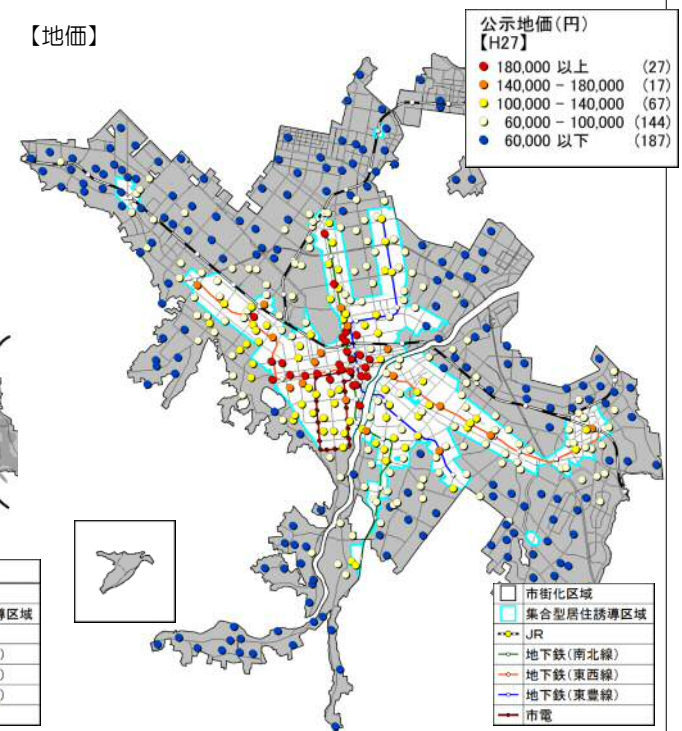 【地価】
公示地価(円)
【H27】
180,000 以上 (27)
140,000 - 180,000 (17)
100,000 - 140,000 (67)
60,000 - 100,000 (144)
60,000 以下 (187)
導区域
)
)
)
市街化区域
集合型居住誘導区域
JR
地下鉄(南北線)
地下鉄(東西線)
地下鉄(東豊線)
市電